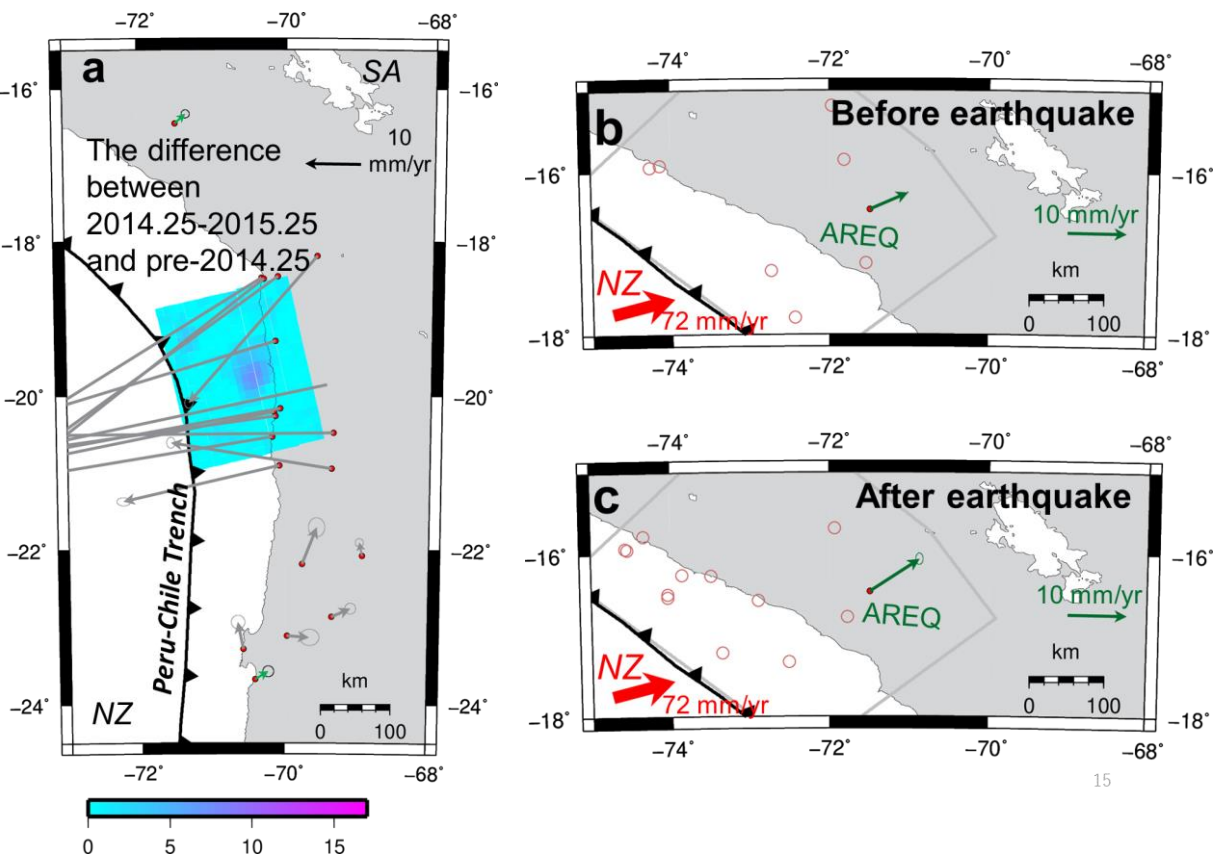 −72˚ −70˚ −68˚
a
SA
−16˚
10
mm/yr
The difference
between
2014.25-2015.25
and pre-2014.25
−18˚ −18˚
−20˚ −20˚
−22˚ −22˚
−24˚ −24˚
Peru-Chile Trench
NZ
km
0 100
−72˚ −70˚ −68˚
0 5 10 15
−74˚ −72˚ −70˚ −68˚
b
Before earthquake
−16˚ −16˚
AREQ
10 mm/yr
NZ
72 mm/yr
km
0 100
−18˚ −18˚
−74˚ −72˚ −70˚ −68˚
−74˚ −72˚ −70˚ −68˚
c
After earthquake
−16˚ −16˚
AREQ
10 mm/yr
NZ
72 mm/yr
km
0 100
−18˚ −18˚
−74˚ −72˚ −70˚ −68˚
15